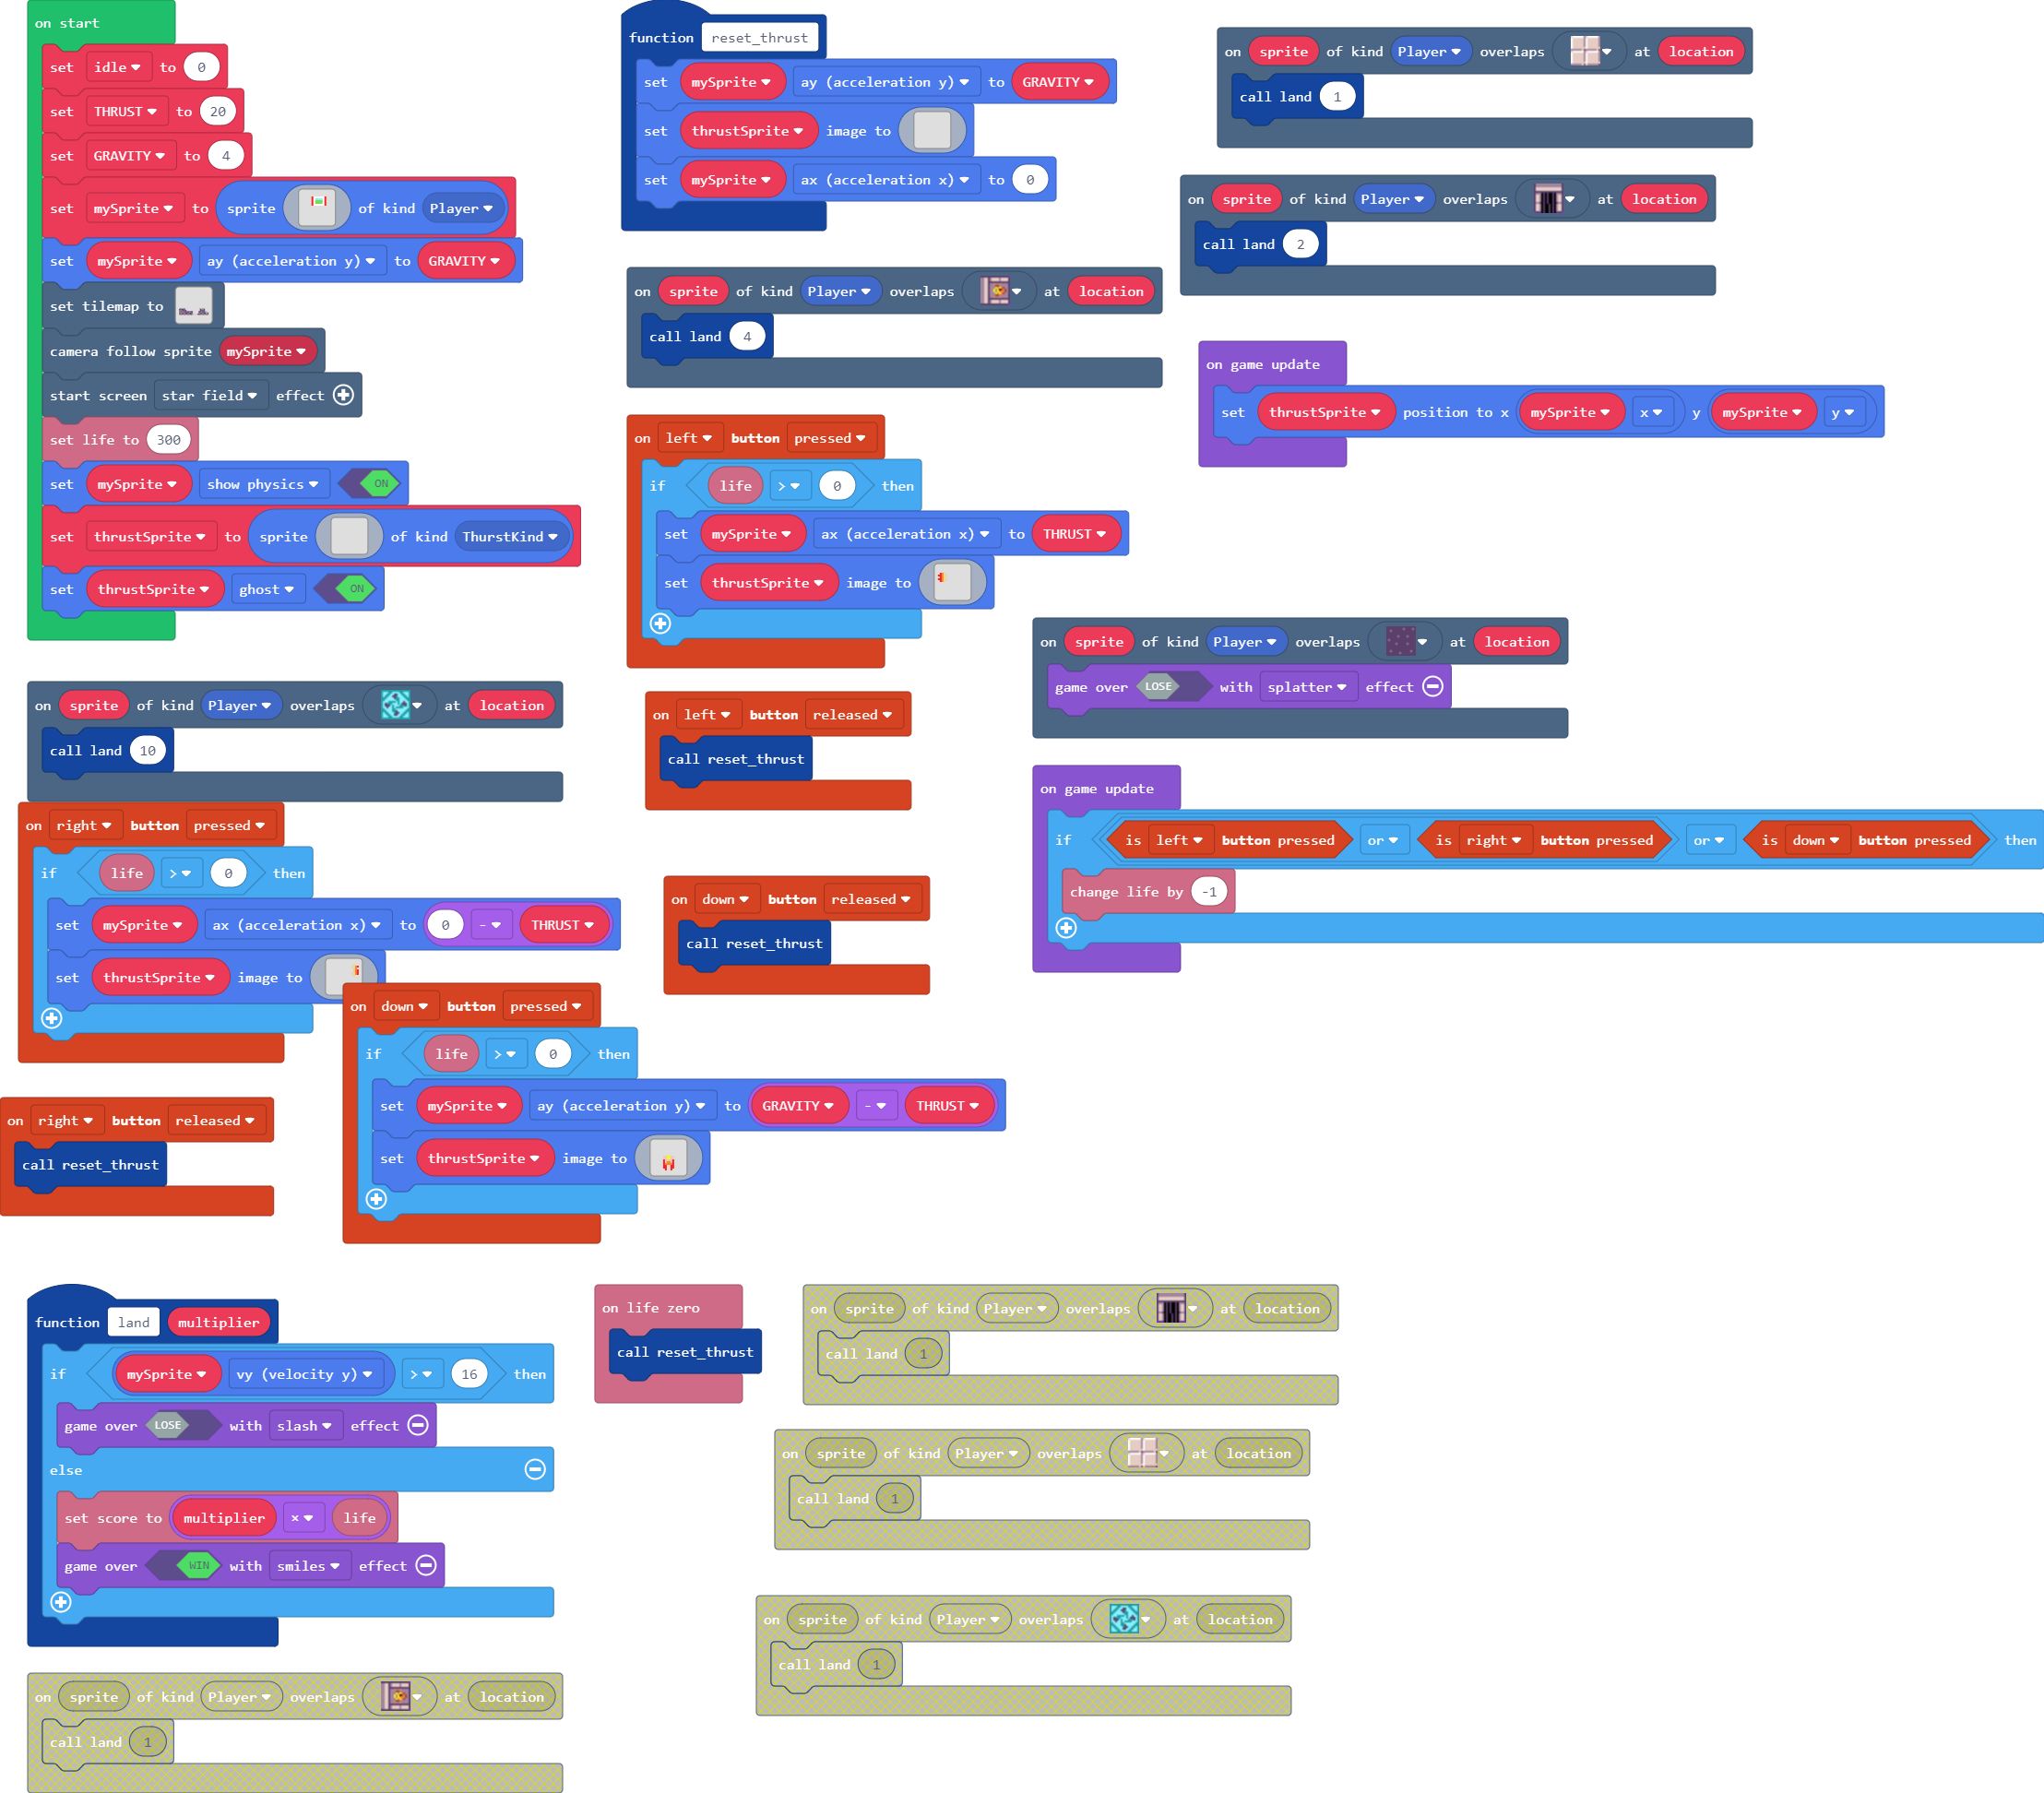 on start
set idle to 0
set THRUST to 20
set GRAVITY to 4
set mySprite to sprite of kind Player
set mySprite ay (acceleration y) to GRAVITY
set tilemap to
camera follow sprite mySprite
start screen star field effect
set life to 300
set mySprite show physics ON
set thrustSprite to sprite of kind ThurstKind
set thrustSprite ghost ON
on sprite of kind Player overlaps at location
call land 10
on right button pressed
if life > 0 then
set mySprite ax (acceleration x) to 0 - THRUST
set thrustSprite image to
on right button released
call reset_thrust
on down button pressed
if life > 0 then
set mySprite ay (acceleration y) to GRAVITY - THRUST
set thrustSprite image to
function reset_thrust
set mySprite ay (acceleration y) to GRAVITY
set thrustSprite image to
set mySprite ax (acceleration x) to 0
on sprite of kind Player overlaps at location
call land 4
on left button pressed
if life > 0 then
set mySprite ax (acceleration x) to THRUST
set thrustSprite image to
on left button released
call reset_thrust
on down button released
call reset_thrust
on sprite of kind Player overlaps at location
call land 1
on sprite of kind Player overlaps at location
call land 2
on game update
set thrustSprite position to x mySprite x y mySprite y
on sprite of kind Player overlaps at location
game over LOSE with splatter effect
on game update
if is left button pressed or is right button pressed or is down button pressed then
change life by -1
function land multiplier
if mySprite vy (velocity y) > 16 then
game over LOSE with slash effect
else
set score to multiplier × life
game over WIN with smiles effect
on sprite of kind Player overlaps at location
call land 1
on life zero
call reset_thrust
on sprite of kind Player overlaps at location
call land 1
on sprite of kind Player overlaps at location
call land 1
on sprite of kind Player overlaps at location
call land 1